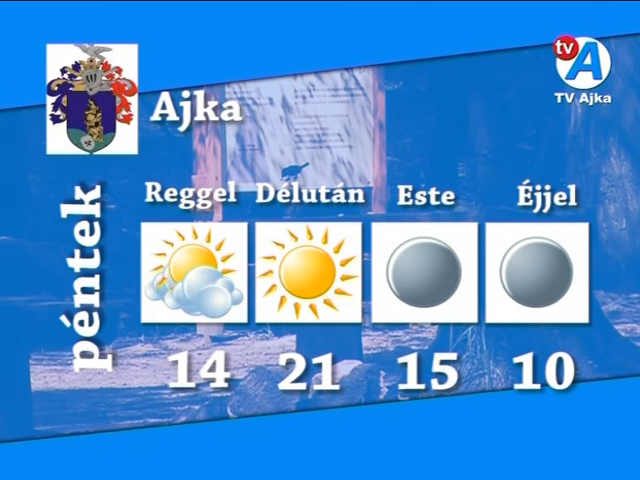 Ajka
tv A
TV Ajka
péntek
Reggel Délután Este Éjjel
14 21 15 10